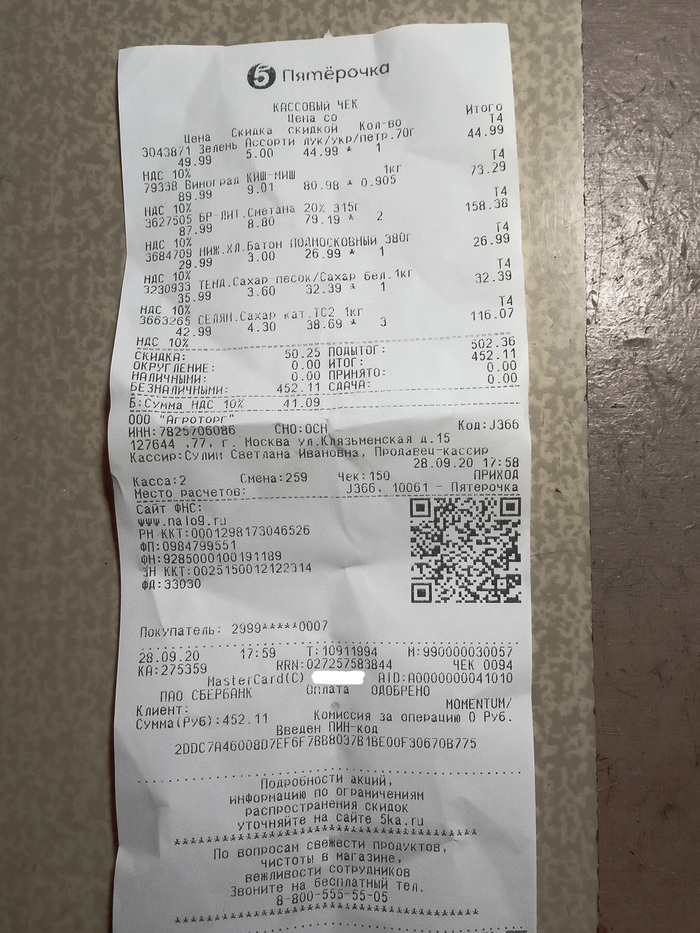 5 Пятёрочка
КАССОВЫЙ ЧЕК
Цена со Итого
Цена Скидка скидкой Кол-во Т4
3043871 Зелень Ассорти лук/укр/петр.70г 44.99
49.99 5.00 44.99 * 1
НДС 10% 1кг Т4
79338 Виноград КИШ-МИШ 73.29
89.99 9.01 80.98 * 0.905
НДС 10% Т4
3627505 БР-ЛИТ.Сметана 20% 315г 158.38
87.99 8.80 79.19 * 2
НДС 10% Т4
3684709 НИЖ.ХЛ.Батон ПОДМОСКОВНЫЙ 380г 26.99
29.99 3.00 26.99 * 1
НДС 10% Т4
3230933 ТЕНД.Сахар песок/Сахар бел.1кг 32.39
35.99 3.60 32.39 * 1
НДС 10% Т4
3663265 СЕЛЯН.Сахар кат.ТС2 1кг 116.07
42.99 4.30 38.69 * 3
НДС 10%
СКИДКА: 50.25 ПОДЫТОГ: 502.36
ОКРУГЛЕНИЕ: 0.00 ИТОГ: 452.11
НАЛИЧНЫМИ: 0.00 ПРИНЯТО: 0.00
БЕЗНАЛИЧНЫМИ: 452.11 СДАЧА: 0.00
Б:Сумма НДС 10% 41.09
ООО "Агроторг"
ИНН:7825706086 СНО:ОСН Код:J366
127644 ,77, г. Москва ул.Клязьменская д.15
Кассир:Сулим Светлана Ивановна, Продавец-кассир
28.09.20 17:58
Касса:2 Смена:259 Чек:150 ПРИХОД
Место расчетов: J366, 10061 - Пятерочка
Сайт ФНС:
www.nalog.ru
РН ККТ:0001298173046526
ФП:0984799551
ФН:9285000100191189
ЗН ККТ:0025150012122314
ФД:33030
Покупатель: 2999*****0007
28.09.20 17:59 Т:10911994 М:990000030057
КА:275359 RRN:027257583844 ЧЕК 0094
MasterCard(C) AID:A0000000041010
ПАО СБЕРБАНК Оплата ОДОБРЕНО
Клиент: MOMENTUM/
Сумма(Руб):452.11 Комиссия за операцию 0 Руб.
Введен ПИН-код
2DDC7A46008D7EF6F7BB8037B1BE00F30670B775
Подробности акций,
информацию по ограничениям
распространения скидок
уточняйте на сайте 5ka.ru
По вопросам свежести продуктов,
чистоты в магазине,
вежливости сотрудников
Звоните на бесплатный тел.
8-800-555-55-05